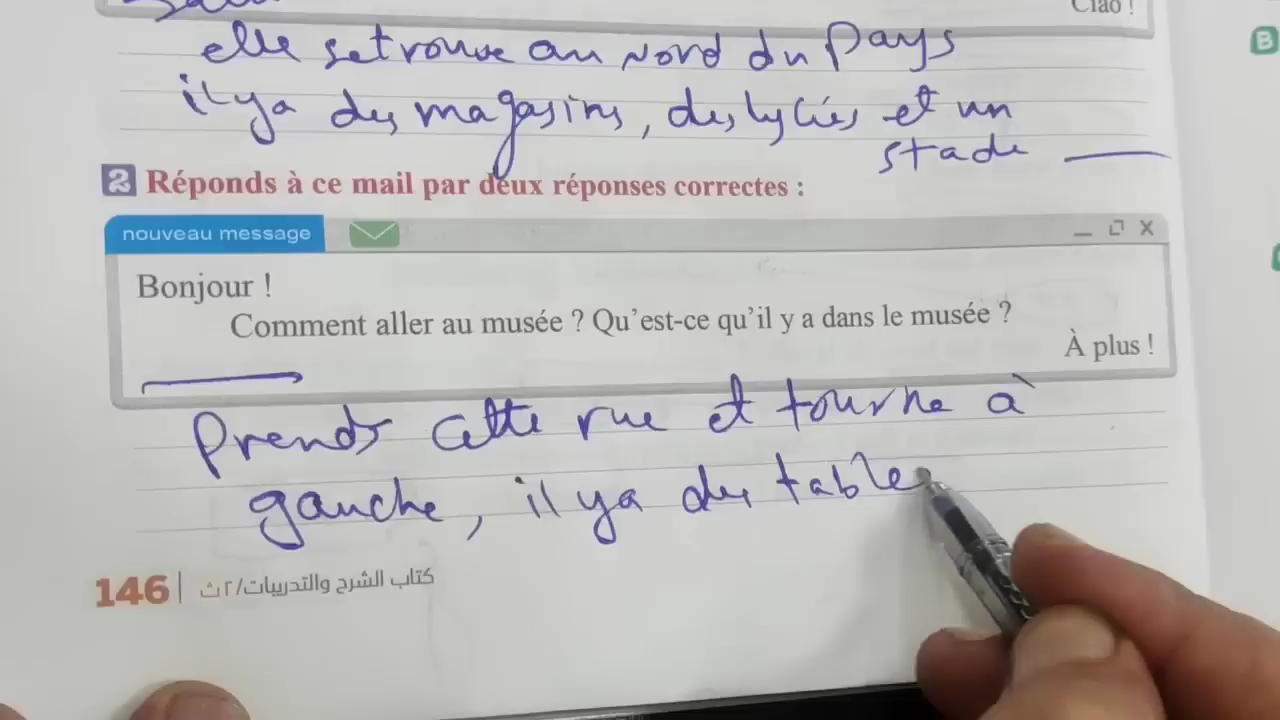 Ciao !
elle se trouve au Nord du Pays
il y a des magasins, des lycées et un
stade
2 Réponds à ce mail par deux réponses correctes :
nouveau message
Bonjour !
Comment aller au musée ? Qu'est-ce qu'il y a dans le musée ?
À plus !
Prends cette rue et tourne à
gauche, il y a des table
146 | كتاب الشرح والتدريبات/٢ث
B